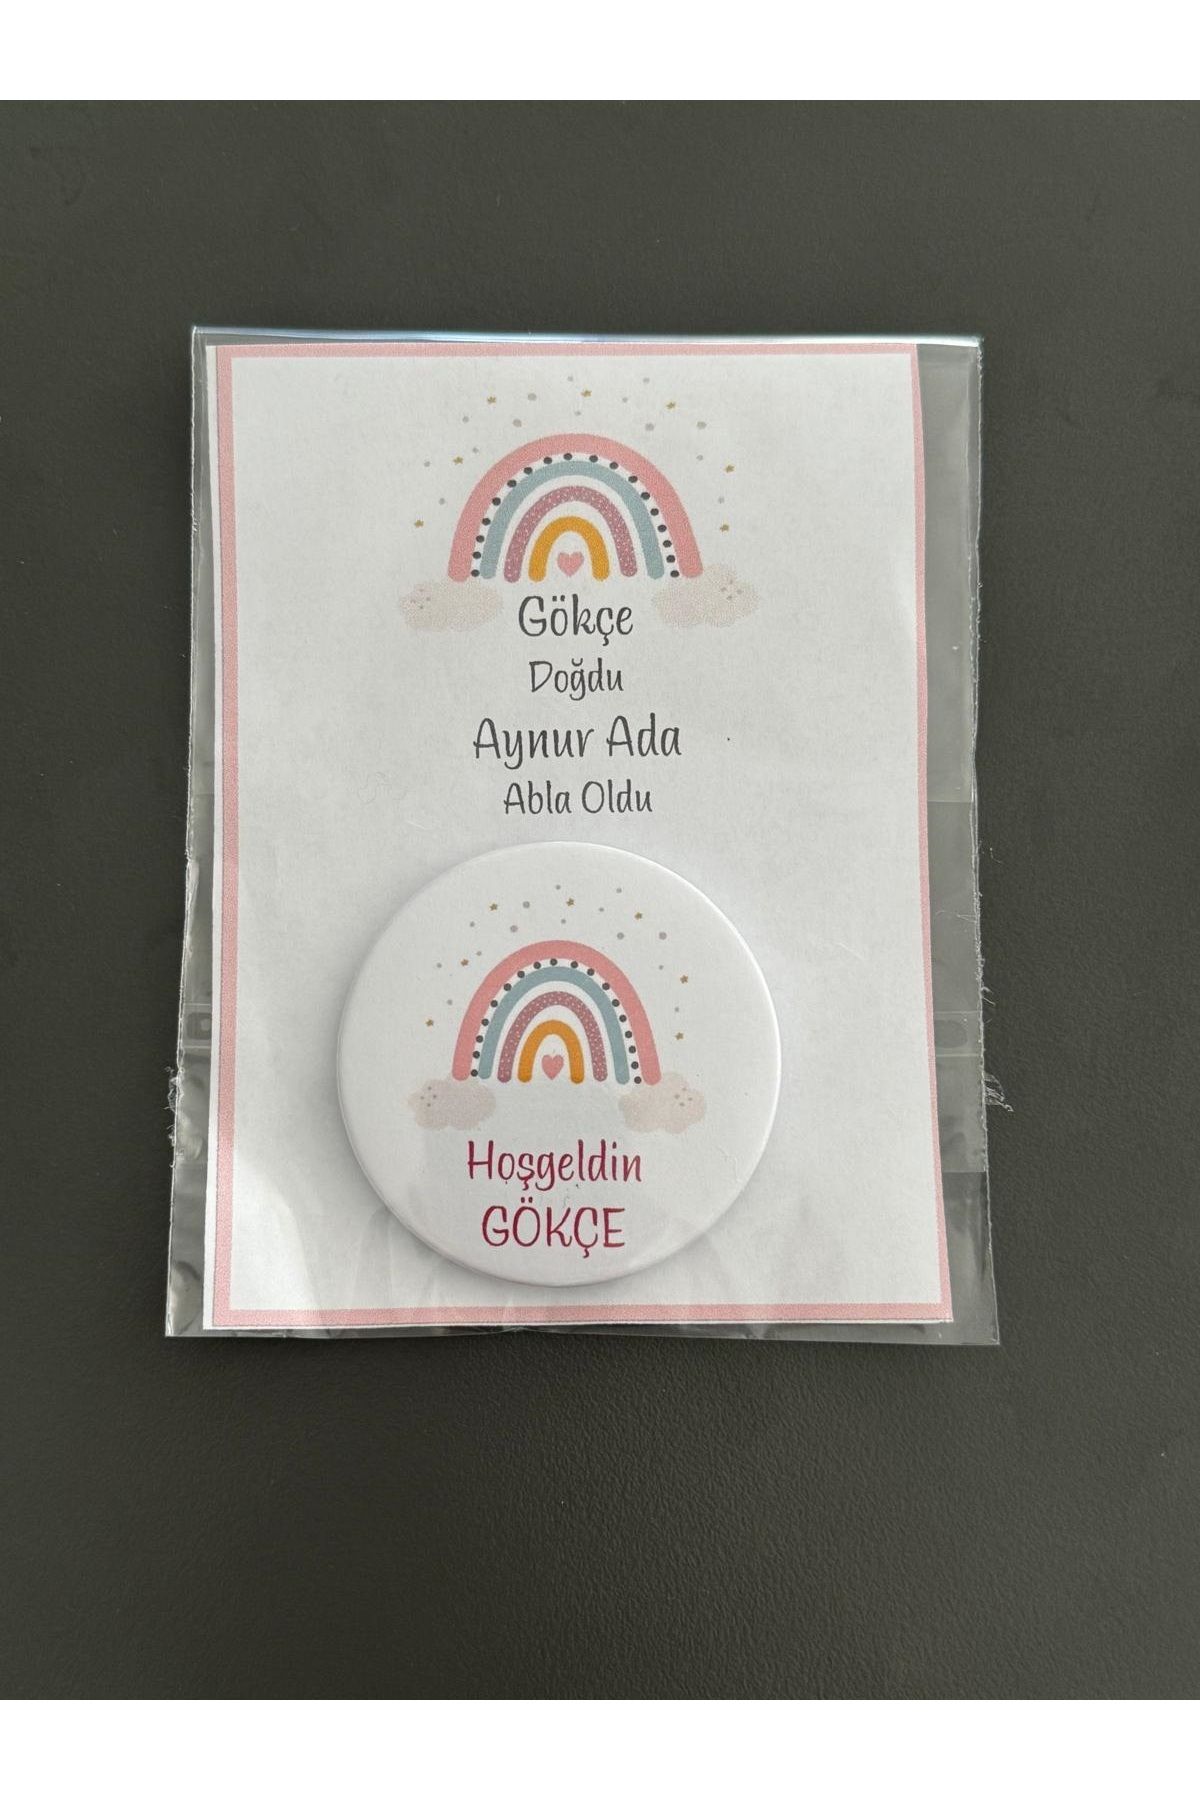 Gökçe
Doğdu
Aynur Ada
Abla Oldu
Hoşgeldin
GÖKÇE